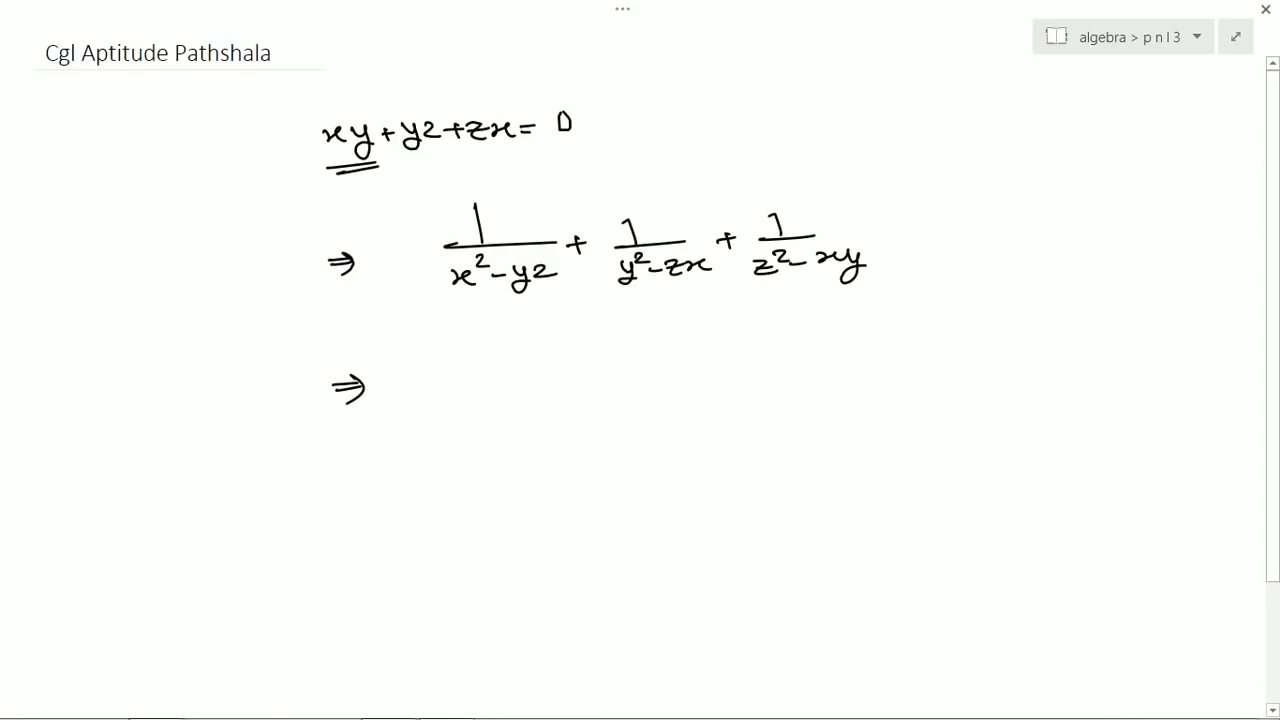 ...
algebra > p n l 3
Cgl Aptitude Pathshala
xy+yz+zx= 0
⇒ 1/(x²-yz) + 1/(y²-zx) + 1/(z²-xy)
⇒